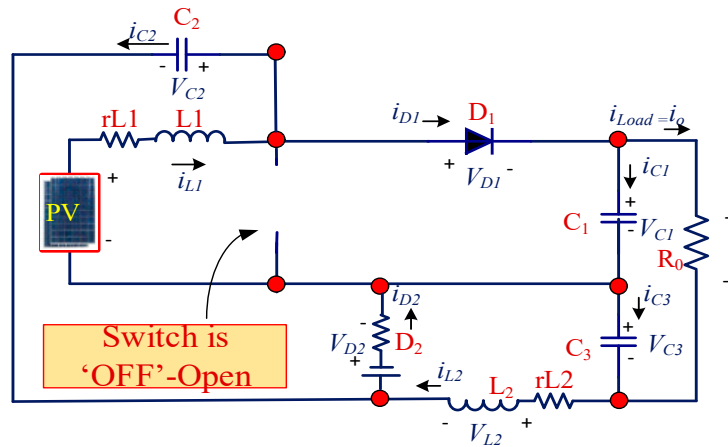 iC2
C2
- +
VC2
rL1
L1
iL1
iD1
D1
+ -
VD1
iLoad =io
iC1
+
-
C1
VC1
R0
PV
+
-
Switch is
‘OFF’-Open
iD2
-
VD2
D2
+
iL2
L2
rL2
- +
VL2
iC3
+
-
C3
VC3